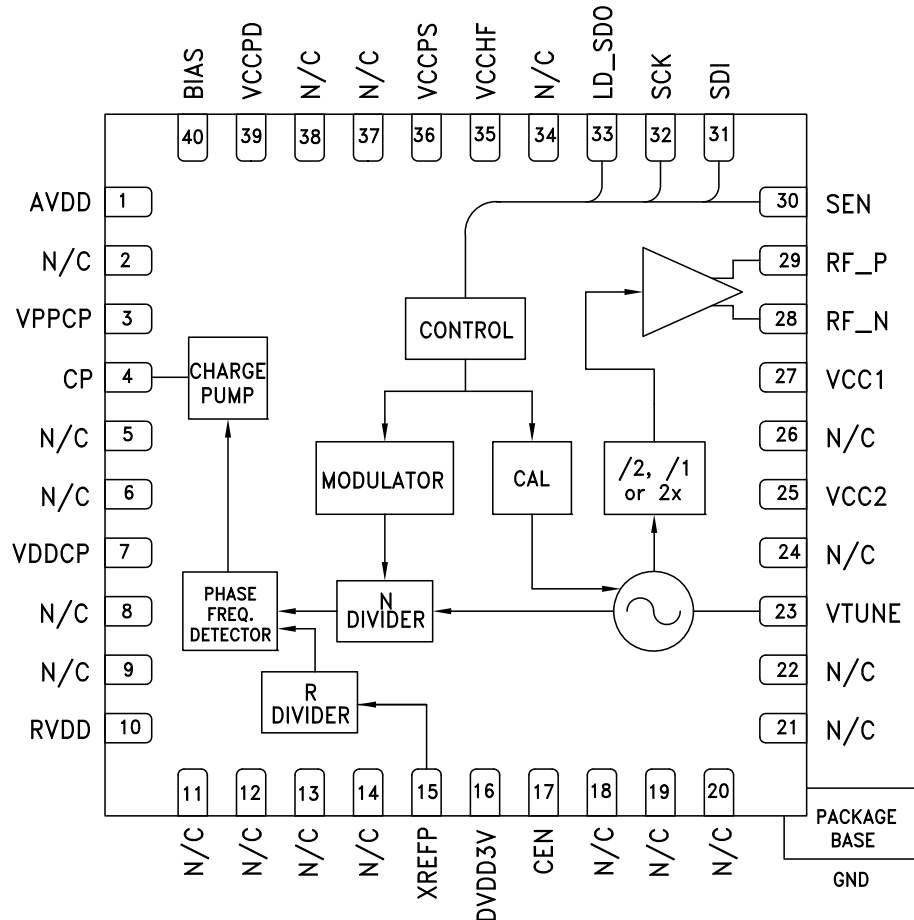 BIAS
VCCPD
N/C
N/C
VCCPS
VCCHF
N/C
LD_SDO
SCK
SDI
40
39
38
37
36
35
34
33
32
31
AVDD 1
N/C 2
VPPCP 3
CP 4
N/C 5
N/C 6
VDDCP 7
N/C 8
N/C 9
RVDD 10
30 SEN
29 RF_P
28 RF_N
27 VCC1
26 N/C
25 VCC2
24 N/C
23 VTUNE
22 N/C
21 N/C
CONTROL
CHARGE
PUMP
MODULATOR
CAL
/2, /1
or 2x
PHASE
FREQ.
DETECTOR
N
DIVIDER
R
DIVIDER
11
12
13
14
15
16
17
18
19
20
N/C
N/C
N/C
N/C
XREFP
DVDD3V
CEN
N/C
N/C
N/C
PACKAGE
BASE
GND